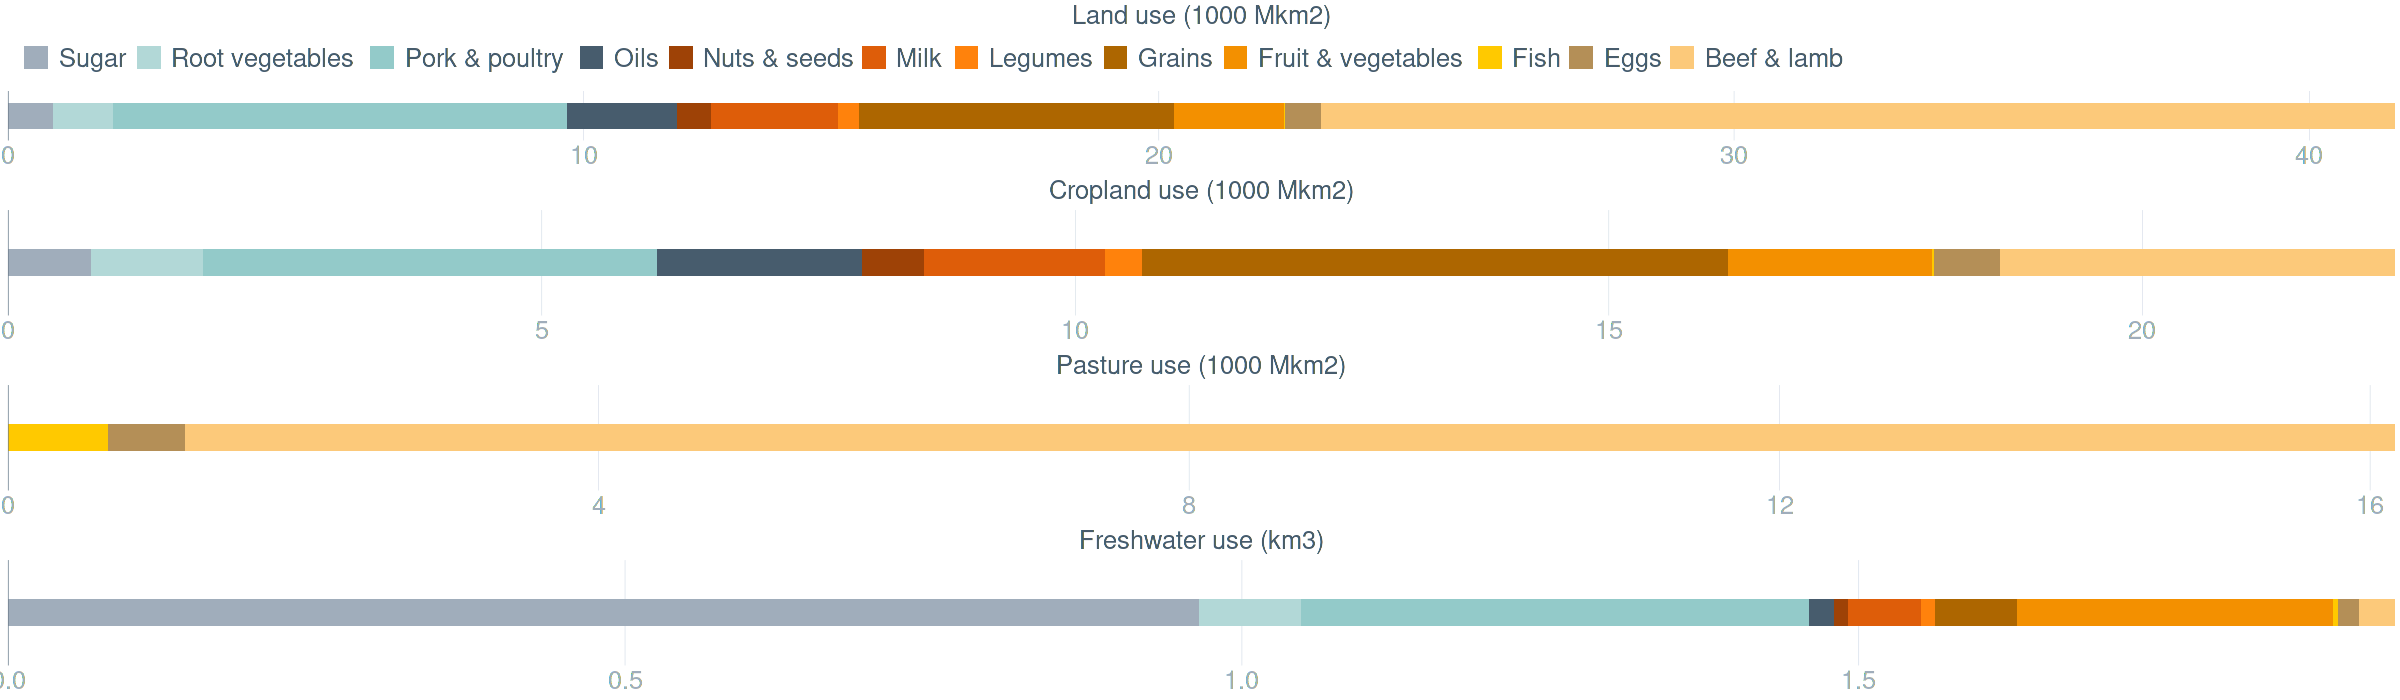 Land use (1000 Mkm2)
Sugar Root vegetables Pork & poultry Oils Nuts & seeds Milk Legumes Grains Fruit & vegetables Fish Eggs Beef & lamb
0 10 20 30 40
Cropland use (1000 Mkm2)
0 5 10 15 20
Pasture use (1000 Mkm2)
0 4 8 12 16
Freshwater use (km3)
0.0 0.5 1.0 1.5